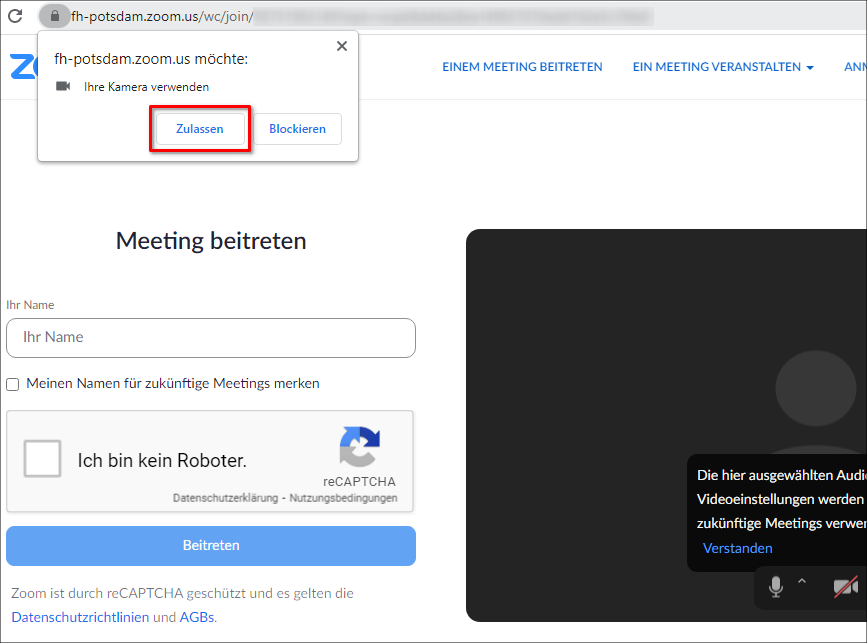 fh-potsdam.zoom.us/wc/join/
fh-potsdam.zoom.us möchte:
Ihre Kamera verwenden
Zulassen
Blockieren
EINEM MEETING BEITRETEN
EIN MEETING VERANSTALTEN
Meeting beitreten
Ihr Name
Ihr Name
Meinen Namen für zukünftige Meetings merken
Ich bin kein Roboter.
reCAPTCHA
Datenschutzerklärung - Nutzungsbedingungen
Beitreten
Zoom ist durch reCAPTCHA geschützt und es gelten die
Datenschutzrichtlinien und AGBs.
Die hier ausgewählten
Videoeinstellungen werden
zukünftige Meetings
Verstanden